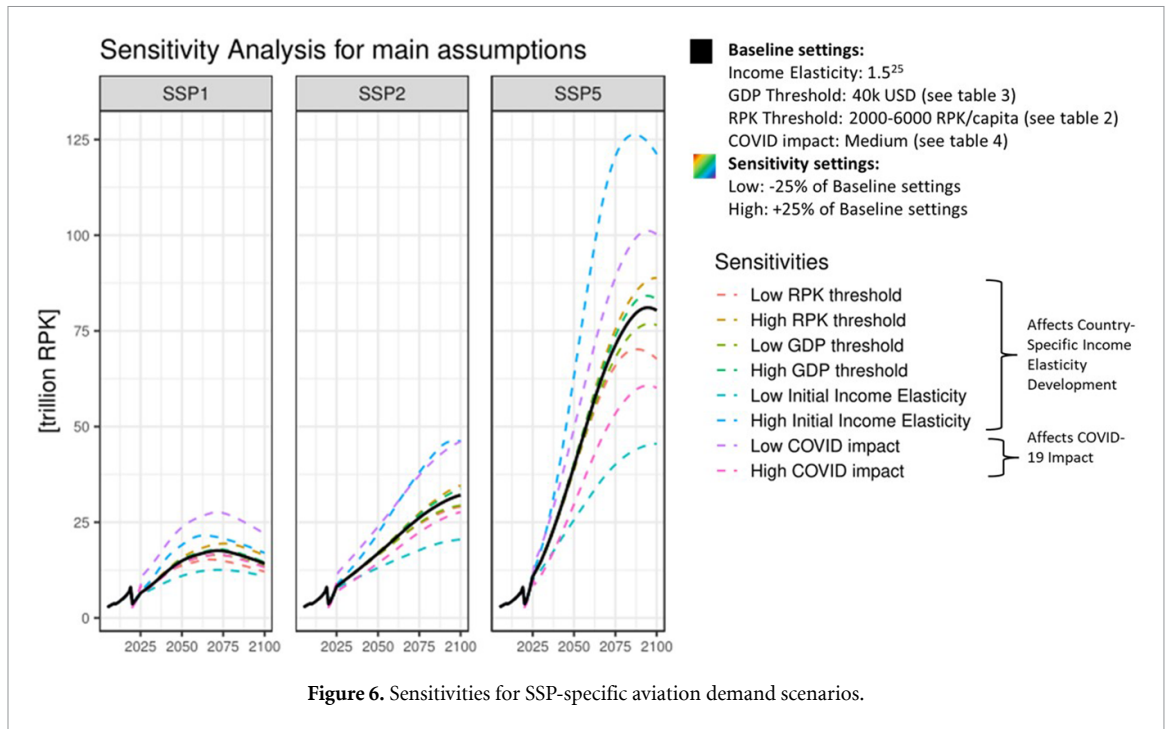 Sensitivity Analysis for main assumptions
SSP1
SSP2
SSP5
[trillion RPK]
125
100
75
50
25
0
2025 2050 2075 2100
2025 2050 2075 2100
2025 2050 2075 2100
Baseline settings:
Income Elasticity: 1.5²⁵
GDP Threshold: 40k USD (see table 3)
RPK Threshold: 2000-6000 RPK/capita (see table 2)
COVID impact: Medium (see table 4)
Sensitivity settings:
Low: -25% of Baseline settings
High: +25% of Baseline settings
Sensitivities
Low RPK threshold
High RPK threshold
Low GDP threshold
High GDP threshold
Low Initial Income Elasticity
High Initial Income Elasticity
Low COVID impact
High COVID impact
Affects Country-
Specific Income
Elasticity
Development
Affects COVID-
19 Impact
Figure 6. Sensitivities for SSP-specific aviation demand scenarios.